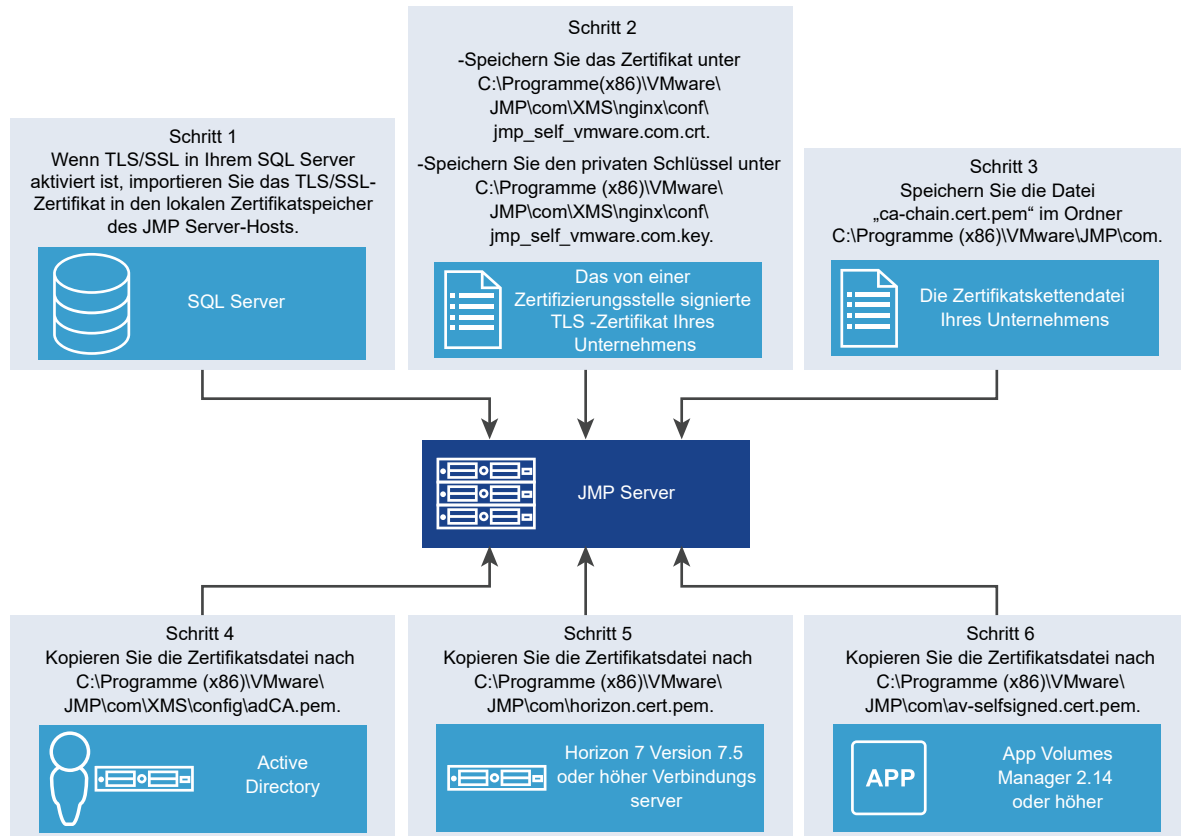 Schritt 1
Wenn TLS/SSL in Ihrem SQL Server
aktiviert ist, importieren Sie das TLS/SSL-
Zertifikat in den lokalen Zertifikatspeicher
des JMP Server-Hosts.
SQL Server
Schritt 2
-Speichern Sie das Zertifikat unter
C:\Programme(x86)\VMware\
JMP\com\XMS\nginx\conf\
jmp_self_vmware.com.crt.
-Speichern Sie den privaten Schlüssel unter
C:\Programme (x86)\VMware\
JMP\com\XMS\nginx\conf\
jmp_self_vmware.com.key.
Das von einer
Zertifizierungsstelle signierte
TLS -Zertifikat Ihres
Unternehmens
Schritt 3
Speichern Sie die Datei
„ca-chain.cert.pem“ im Ordner
C:\Programme (x86)\VMware\JMP\com.
Die Zertifikatskettendatei
Ihres Unternehmens
JMP Server
Schritt 4
Kopieren Sie die Zertifikatsdatei nach
C:\Programme (x86)\VMware\
JMP\com\XMS\config\adCA.pem.
Active
Directory
Schritt 5
Kopieren Sie die Zertifikatsdatei nach
C:\Programme (x86)\VMware\
JMP\com\horizon.cert.pem.
Horizon 7 Version 7.5
oder höher Verbindungs
server
Schritt 6
Kopieren Sie die Zertifikatsdatei nach
C:\Programme (x86)\VMware\
JMP\com\av-selfsigned.cert.pem.
APP
App Volumes
Manager 2.14
oder höher